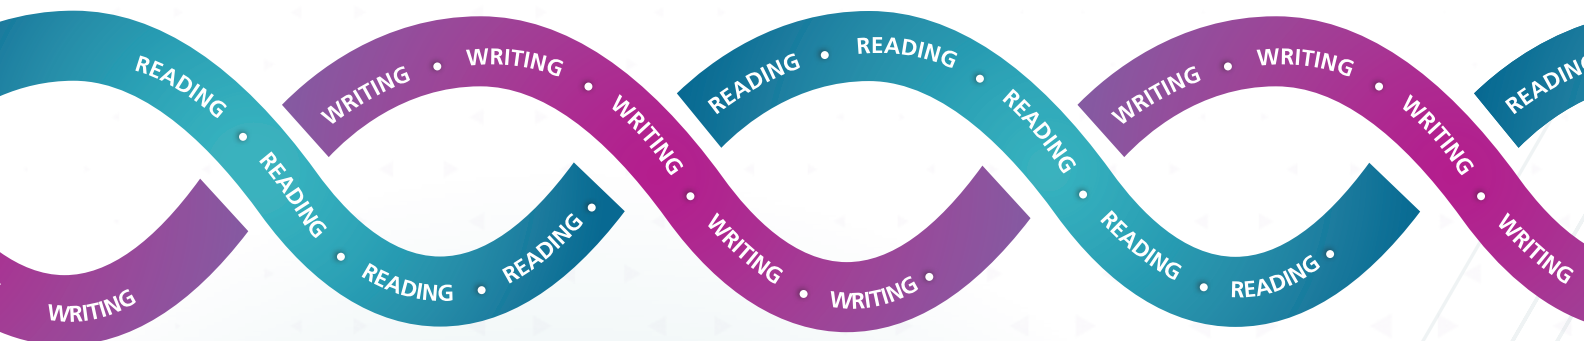 READING • READING • READING • READING •
WRITING
WRITING • WRITING • WRITING • WRITING • WRITING •
READING • READING • READING • READING • READING •
WRITING • WRITING • WRITING • WRITING
READING